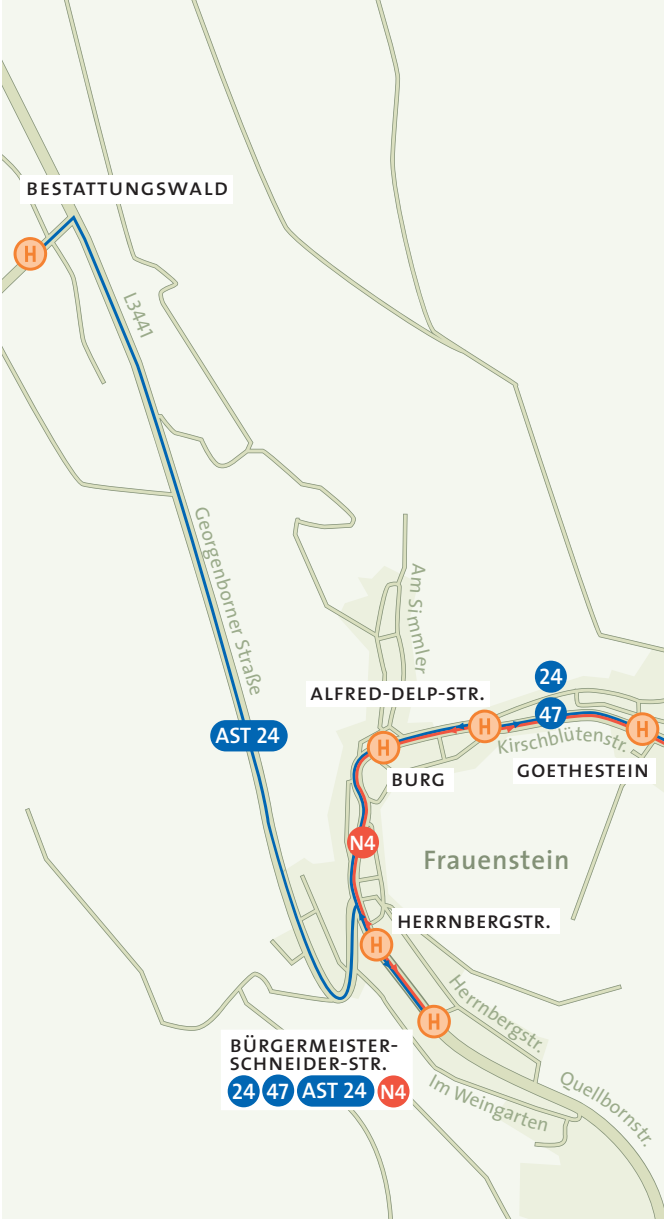 BESTATTUNGSWALD
H
L3441
Georgenborner Straße
Am Simmler
24
ALFRED-DELP-STR.
47
H
H
AST 24
Kirschblütenstr.
H
BURG
GOETHESTEIN
N4
Frauenstein
HERRNBERGSTR.
H
Herrnbergstr.
H
BÜRGERMEISTER-
SCHNEIDER-STR.
24 47 AST 24 N4
Im Weingarten
Quellbornstr.